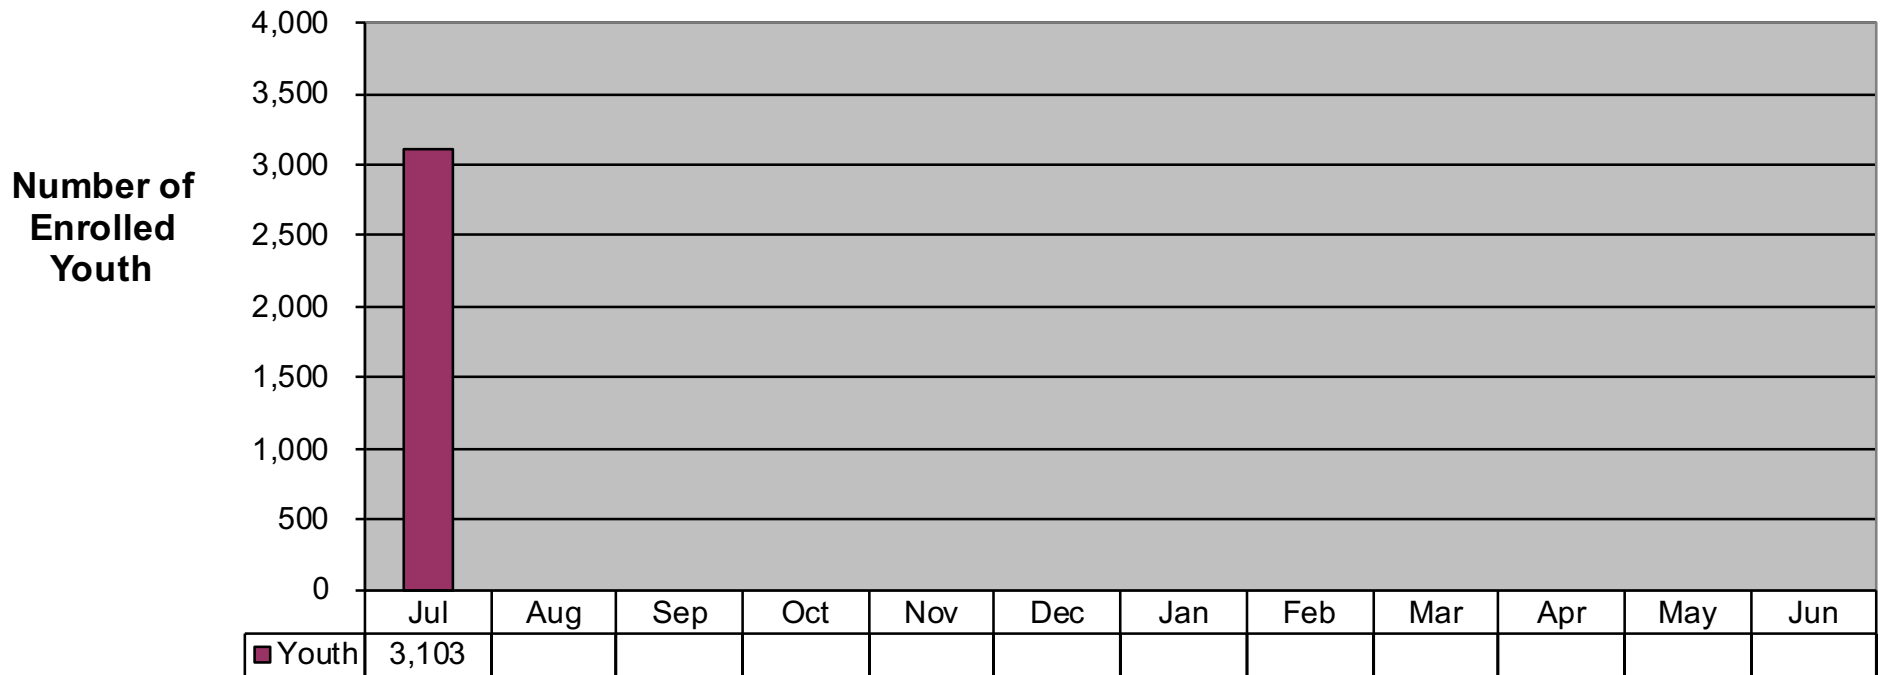 Number of
Enrolled
Youth
4,000
3,500
3,000
2,500
2,000
1,500
1,000
500
0
Jul Aug Sep Oct Nov Dec Jan Feb Mar Apr May Jun
Youth 3,103